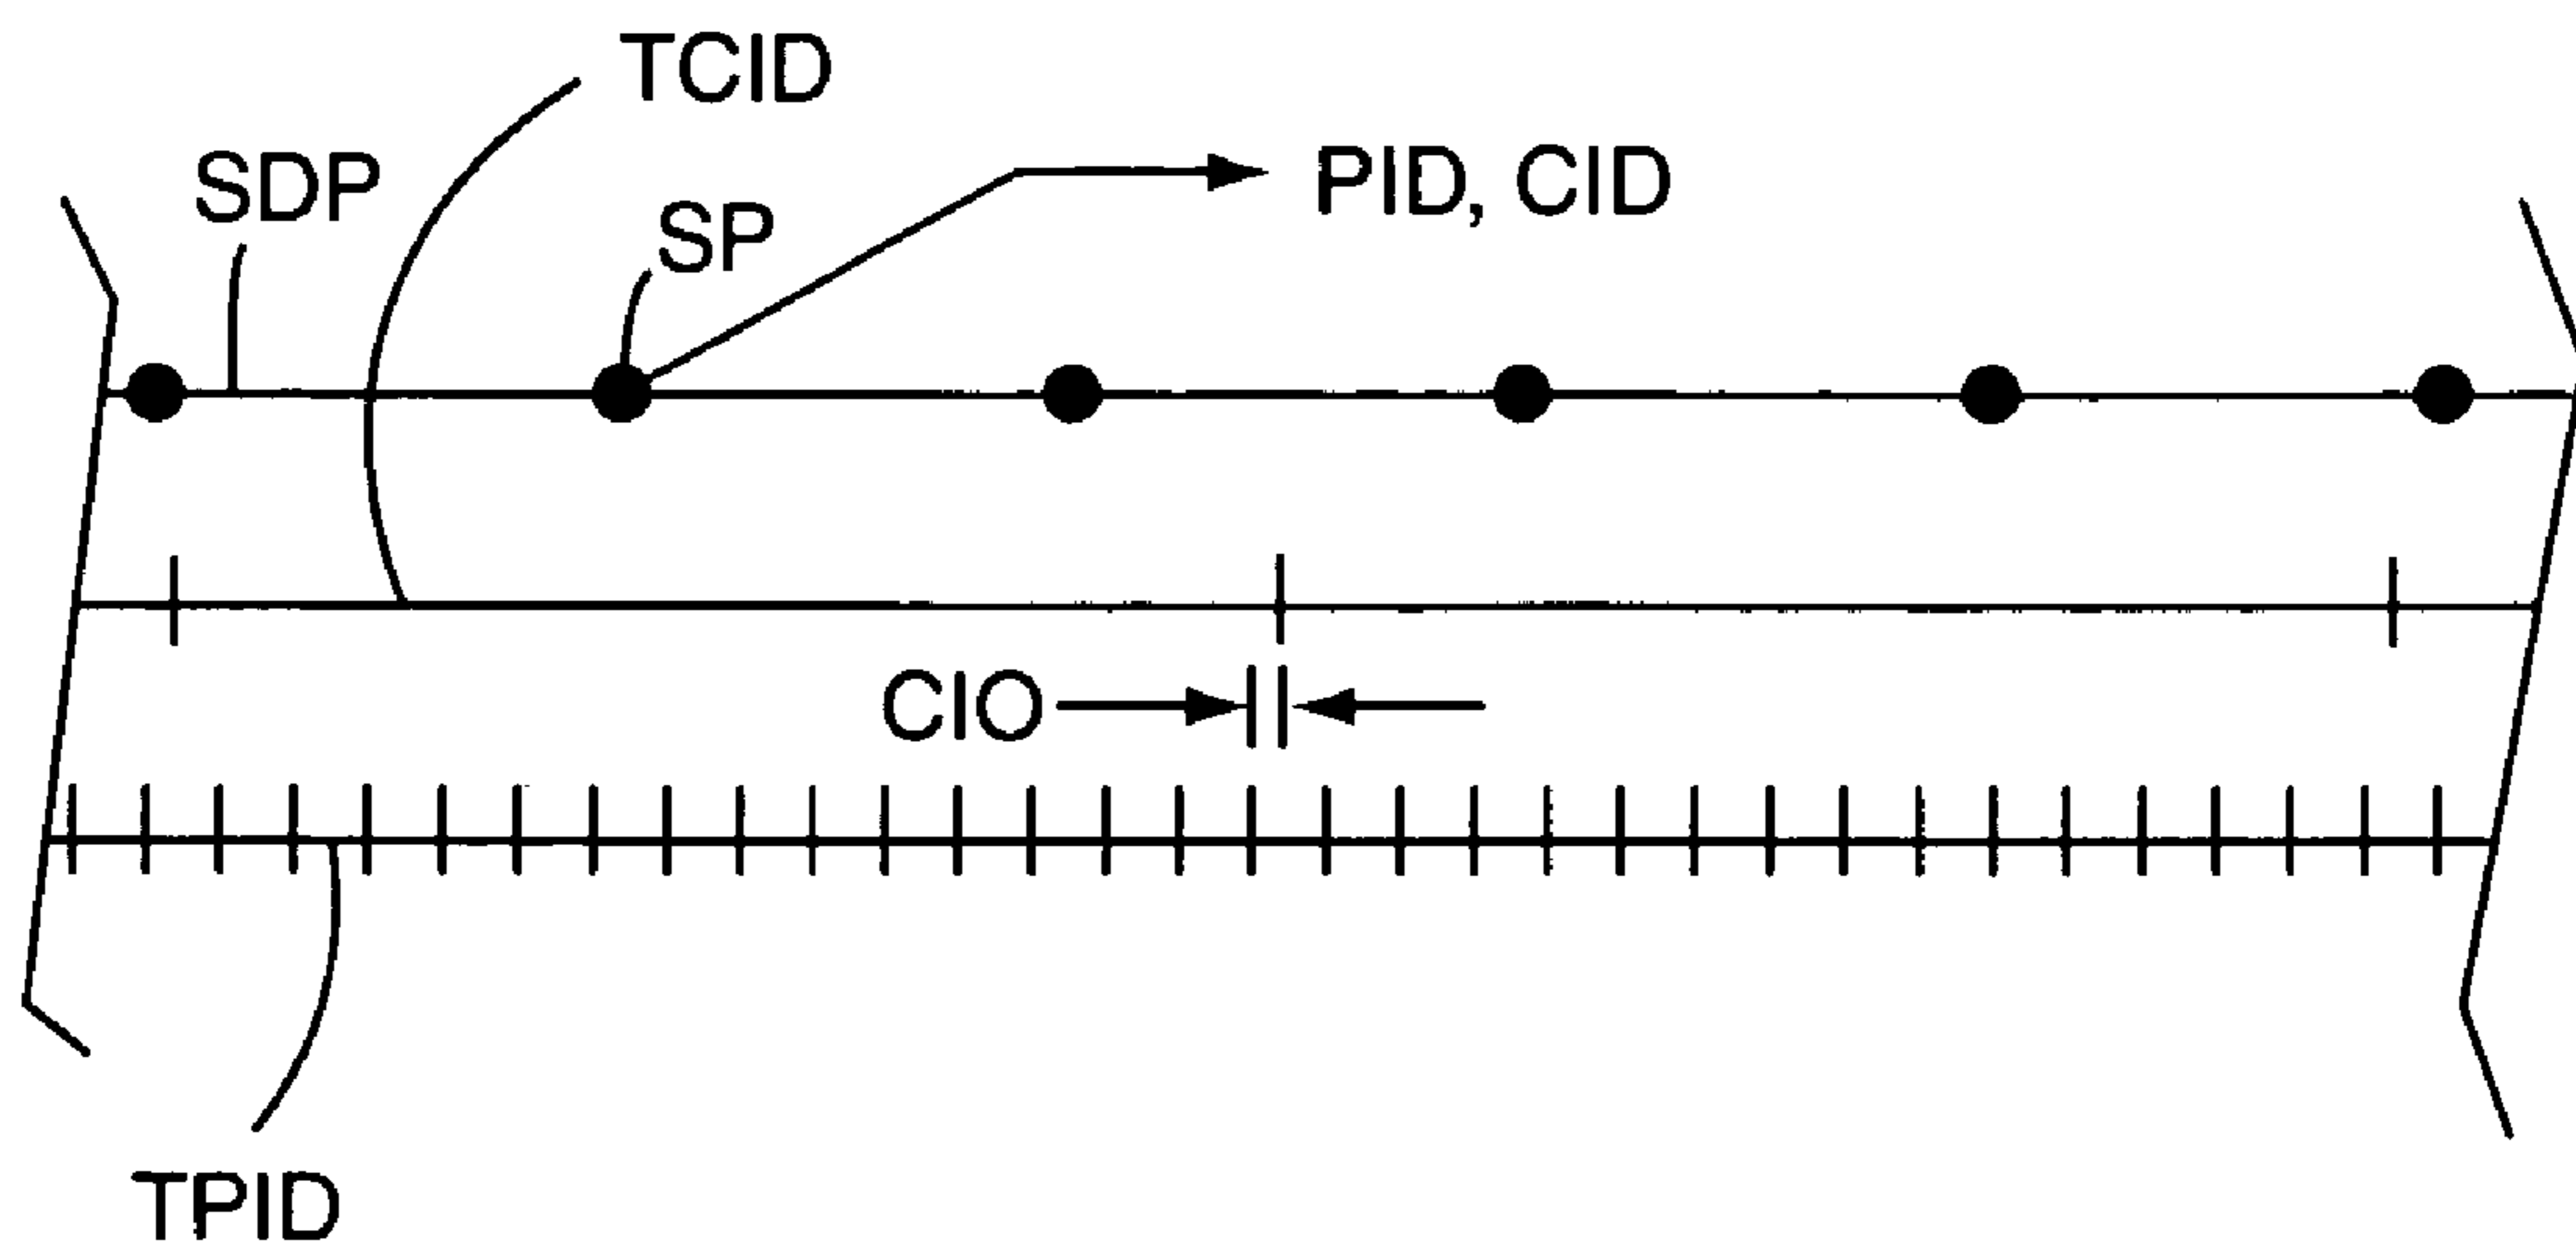 TCID
SDP
SP
PID, CID
CIO
TPID